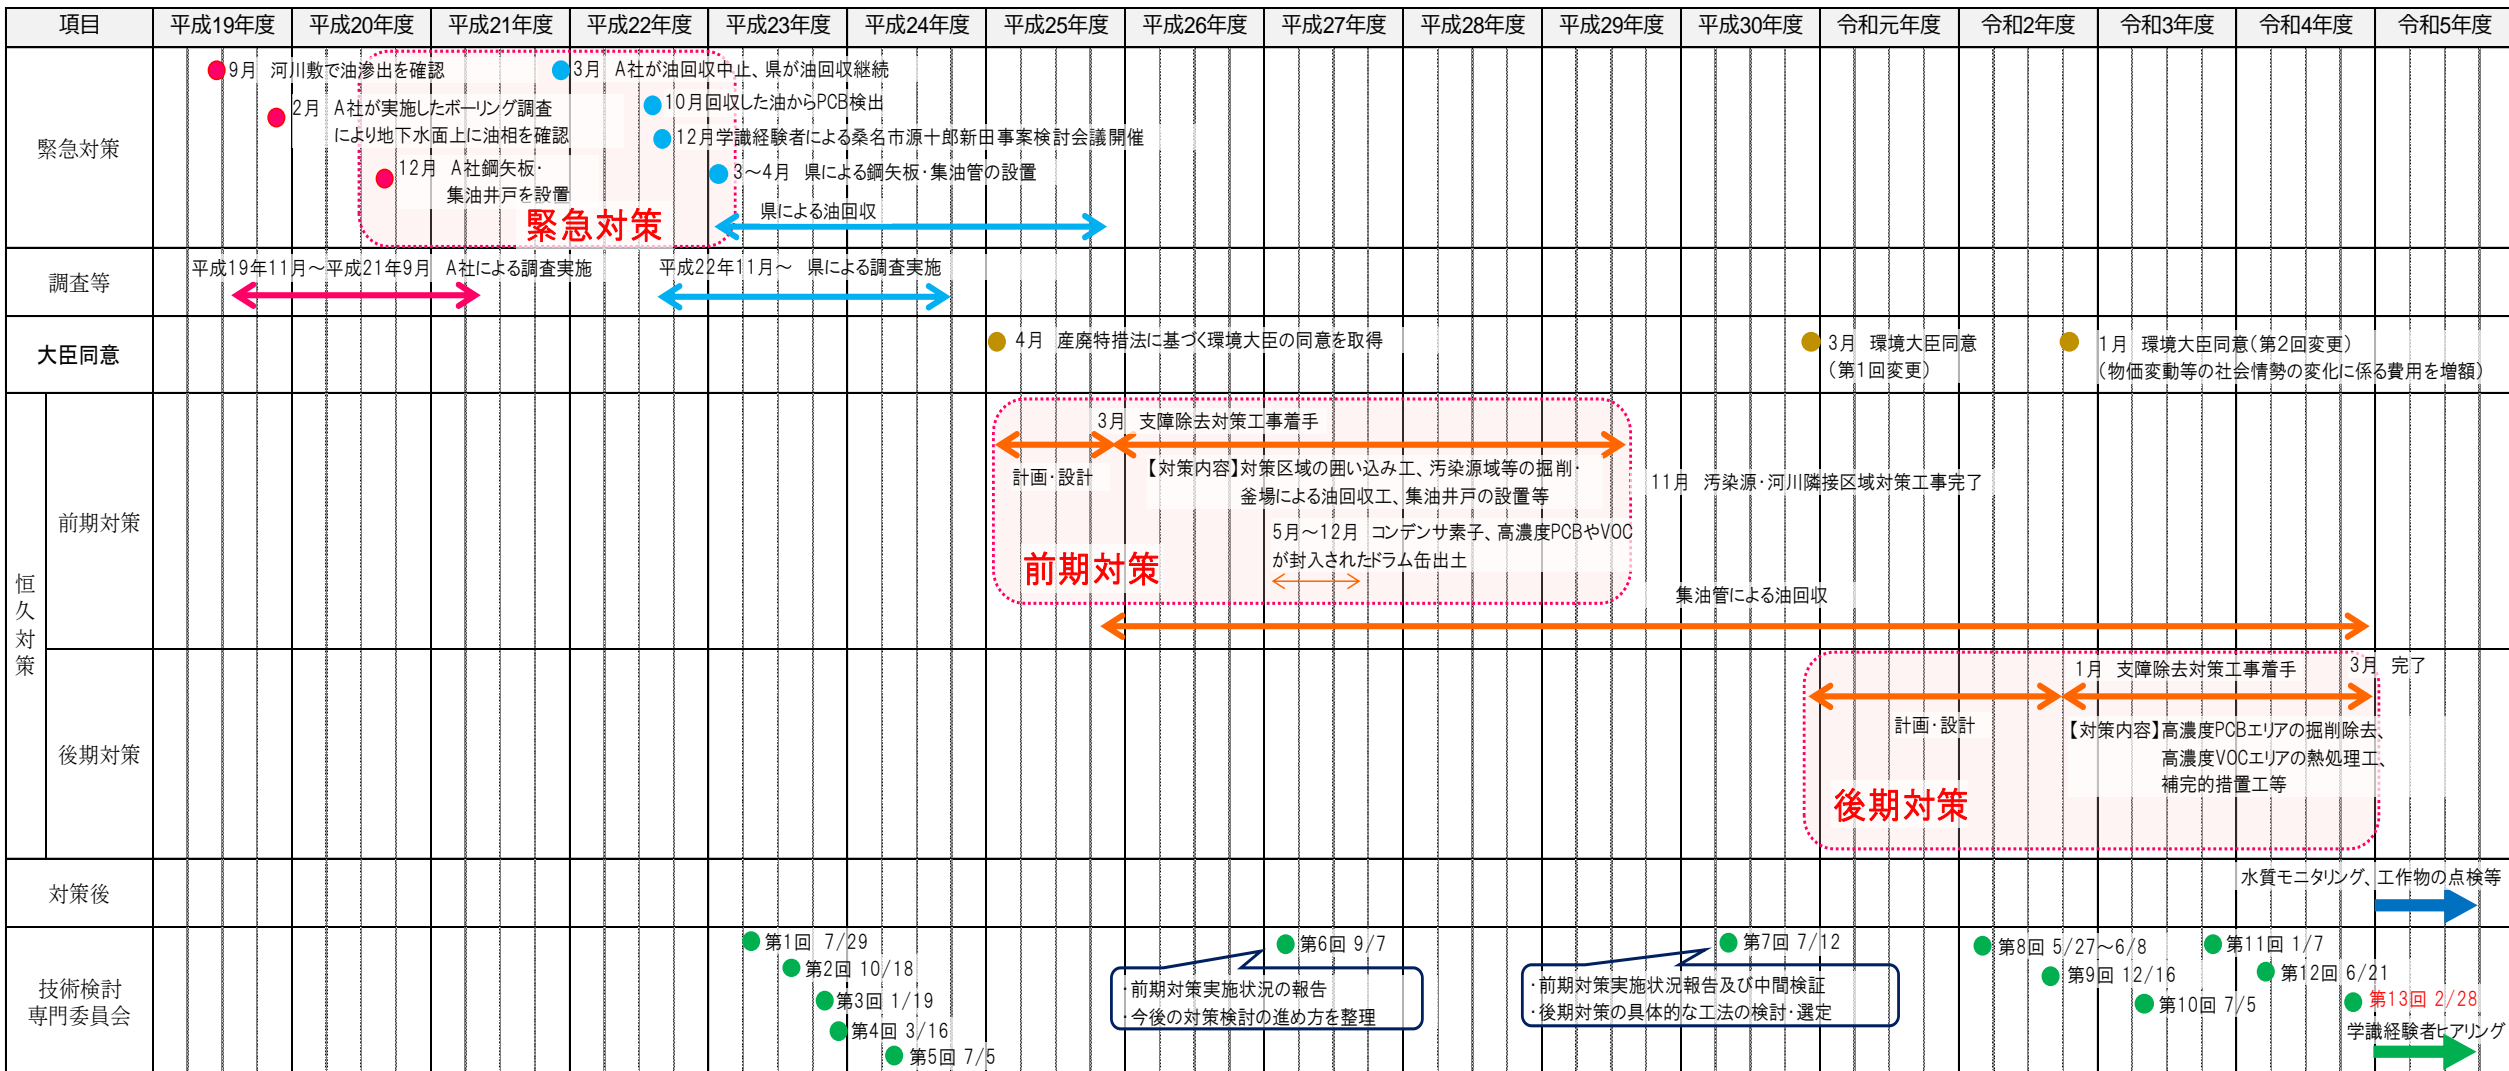 項目
平成19年度
平成20年度
平成21年度
平成22年度
平成23年度
平成24年度
平成25年度
平成26年度
平成27年度
平成28年度
平成29年度
平成30年度
令和元年度
令和2年度
令和3年度
令和4年度
令和5年度
緊急対策
9月 河川敷で油滲出を確認
2月 A社が実施したボーリング調査
により地下水面上に油相を確認
12月 A社鋼矢板・
集油井戸を設置
3月 A社が油回収中止、県が油回収継続
10月回収した油からPCB検出
12月学識経験者による桑名市源十郎新田事案検討会議開催
3～4月 県による鋼矢板・集油管の設置
緊急対策
県による油回収
調査等
平成19年11月～平成21年9月 A社による調査実施
平成22年11月～ 県による調査実施
大臣同意
4月 産廃特措法に基づく環境大臣の同意を取得
3月 環境大臣同意
(第1回変更)
1月 環境大臣同意(第2回変更)
(物価変動等の社会情勢の変化に係る費用を増額)
恒久対策
前期対策
3月 支障除去対策工事着手
計画・設計
【対策内容】対策区域の囲い込み工、汚染源域等の掘削・
釜場による油回収工、集油井戸の設置等
11月 汚染源・河川隣接区域対策工事完了
5月～12月 コンデンサ素子、高濃度PCBやVOC
が封入されたドラム缶出土
前期対策
集油管による油回収
後期対策
1月 支障除去対策工事着手
3月 完了
計画・設計
【対策内容】高濃度PCBエリアの掘削除去、
高濃度VOCエリアの熱処理工、
補完的措置工等
後期対策
対策後
水質モニタリング、工作物の点検等
技術検討
専門委員会
第1回 7/29
第2回 10/18
第3回 1/19
第4回 3/16
第5回 7/5
第6回 9/7
・前期対策実施状況の報告
・今後の対策検討の進め方を整理
第7回 7/12
・前期対策実施状況報告及び中間検証
・後期対策の具体的な工法の検討・選定
第8回 5/27～6/8
第9回 12/16
第10回 7/5
第11回 1/7
第12回 6/21
第13回 2/28
学識経験者ヒアリング